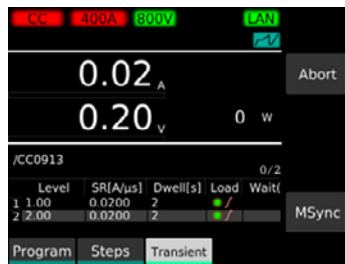 CC 400A 800V LAN
0.02 A
Abort
0.20 V 0 W
/CC0913
0/2
Level SR[A/µs] Dwell[s] Load Wait(
1 1.00 0.0200 2
2 2.00 0.0200 2
MSync
Program Steps Transient